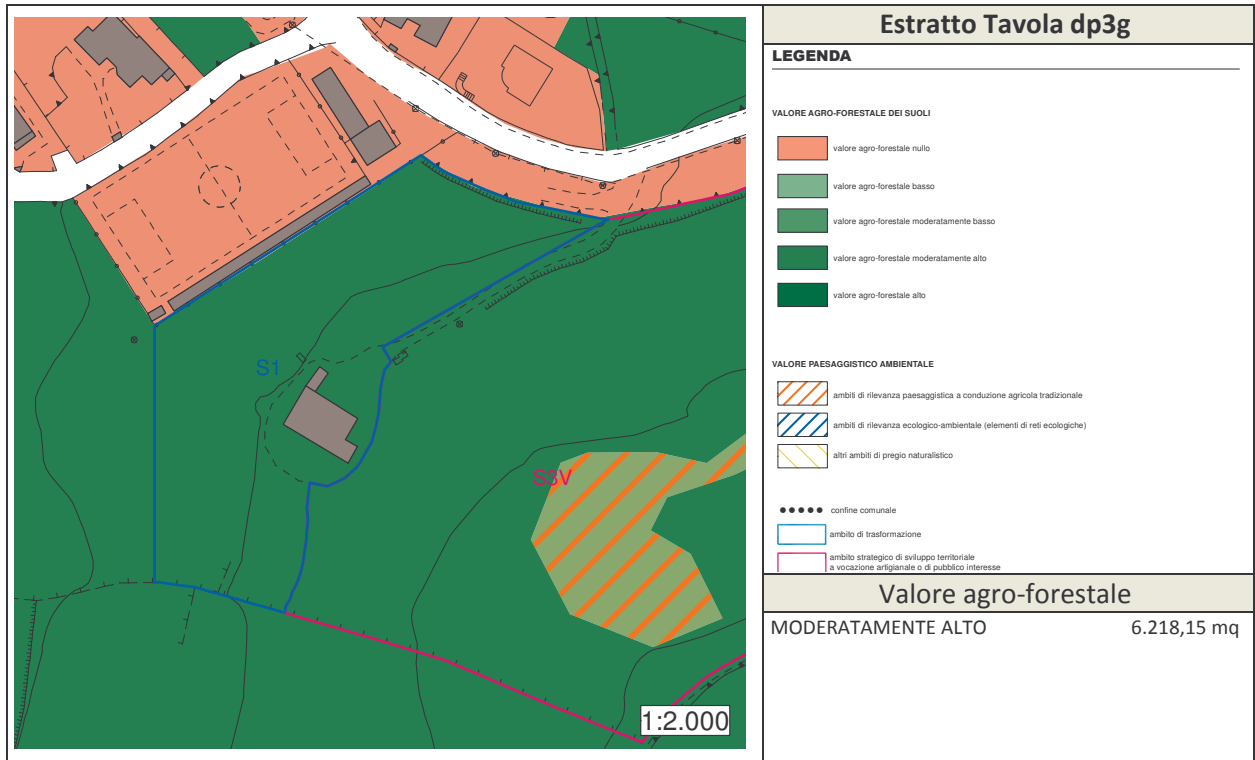 S1
S3V
1:2.000
Estratto Tavola dp3g
LEGENDA
VALORE AGRO-FORESTALE DEI SUOLI
valore agro-forestale nullo
valore agro-forestale basso
valore agro-forestale moderatamente basso
valore agro-forestale moderatamente alto
valore agro-forestale alto
VALORE PAESAGGISTICO AMBIENTALE
ambiti di rilevanza paesaggistica a conduzione agricola tradizionale
ambiti di rilevanza ecologico-ambientale (elementi di reti ecologiche)
altri ambiti di pregio naturalistico
confine comunale
ambito di trasformazione
ambito strategico di sviluppo territoriale
a vocazione artigianale o di pubblico interesse
Valore agro-forestale
MODERATAMENTE ALTO 6.218,15 mq